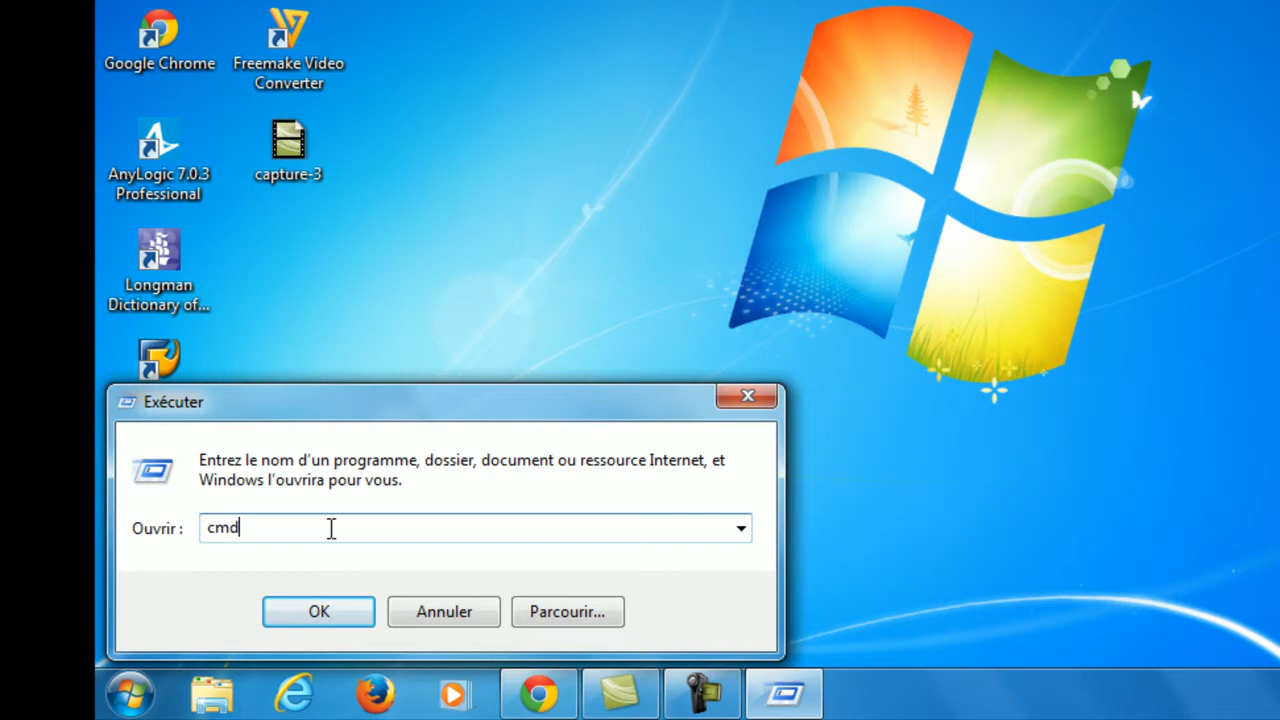 Google Chrome
Freemake Video
Converter
AnyLogic 7.0.3
Professional
capture-3
Longman
Dictionary of...
Exécuter
Entrez le nom d'un programme, dossier, document ou ressource Internet, et
Windows l'ouvrira pour vous.
Ouvrir :
cmd
OK
Annuler
Parcourir...